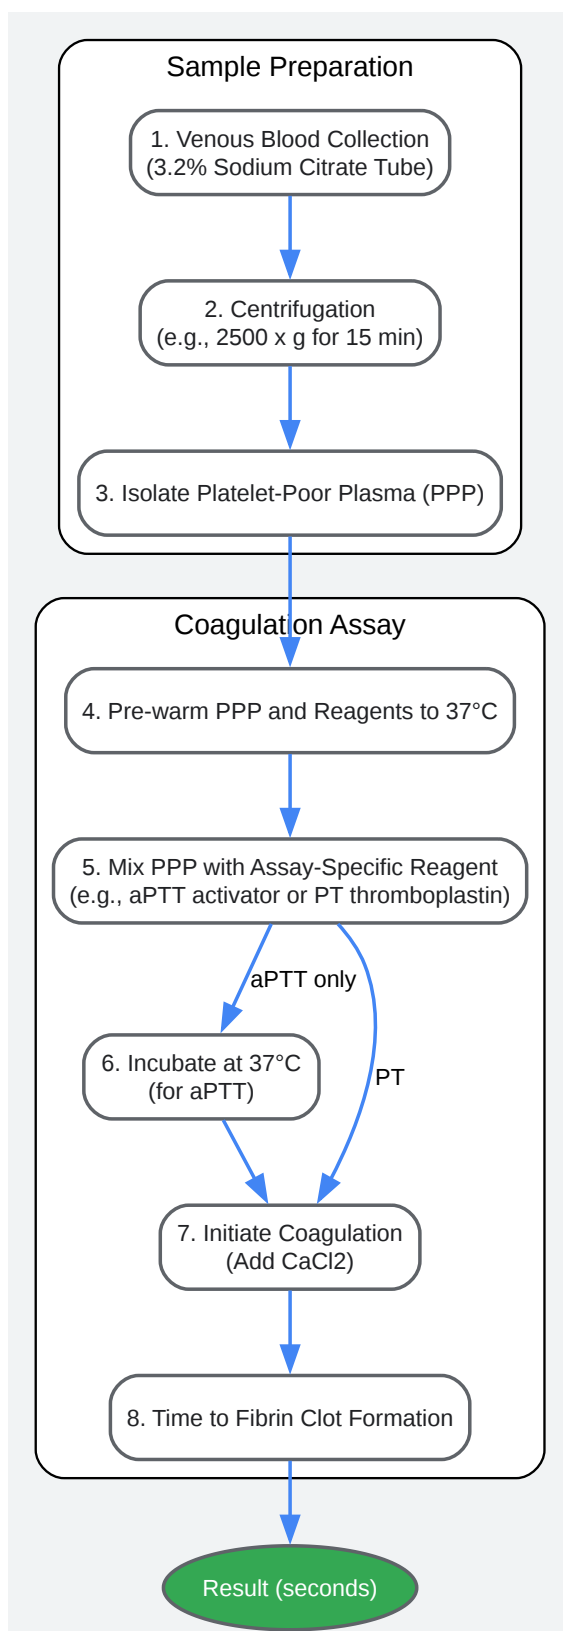 Sample Preparation
1. Venous Blood Collection
(3.2% Sodium Citrate Tube)
2. Centrifugation
(e.g., 2500 x g for 15 min)
3. Isolate Platelet-Poor Plasma (PPP)
Coagulation Assay
4. Pre-warm PPP and Reagents to 37°C
5. Mix PPP with Assay-Specific Reagent
(e.g., aPTT activator or PT thromboplastin)
aPTT only
6. Incubate at 37°C
(for aPTT)
PT
7. Initiate Coagulation
(Add CaCl2)
8. Time to Fibrin Clot Formation
Result (seconds)